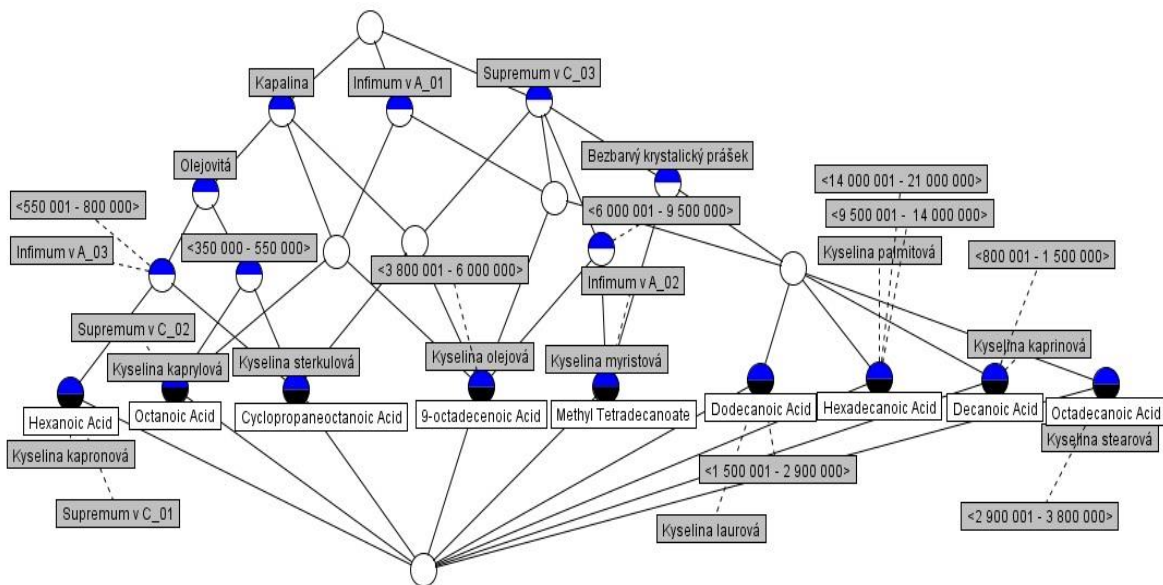 Supremum v C_03
Kapalina
Infimum v A_01
Olejovitá
Bezbarvý krystalický prášek
<14 000 001 - 21 000 000>
<550 001 - 800 000>
<6 000 001 - 9 500 000>
<9 500 001 - 14 000 000>
Infimum v A_03
<350 000 - 550 000>
Kyselina palmitová
<800 001 - 1 500 000>
<3 800 001 - 6 000 000>
Infimum v A_02
Supremum v C_02
Kyselina kaprylová
Kyselina sterkulová
Kyselina olejová
Kyselina myristová
Kyselina kaprinová
Hexanoic Acid
Octanoic Acid
Cyclopropaneoctanoic Acid
9-octadecenoic Acid
Methyl Tetradecanoate
Dodecanoic Acid
Hexadecanoic Acid
Decanoic Acid
Octadecanoic Acid
Kyselina kapronová
Kyselina stearová
<1 500 001 - 2 900 000>
Supremum v C_01
Kyselina laurová
<2 900 001 - 3 800 000>